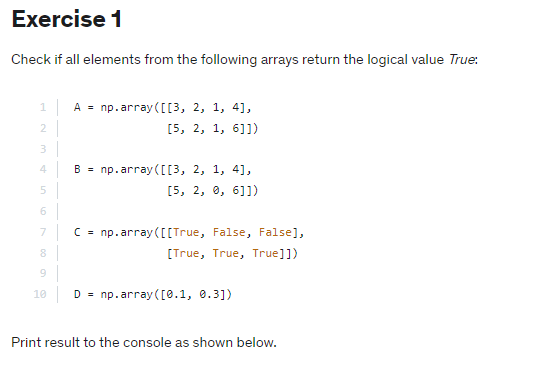 Exercise 1
Check if all elements from the following arrays return the logical value True:
1 A = np.array([[3, 2, 1, 4],
2 [5, 2, 1, 6]])
3
4 B = np.array([[3, 2, 1, 4],
5 [5, 2, 0, 6]])
6
7 C = np.array([[True, False, False],
8 [True, True, True]])
9
10 D = np.array([0.1, 0.3])
Print result to the console as shown below.